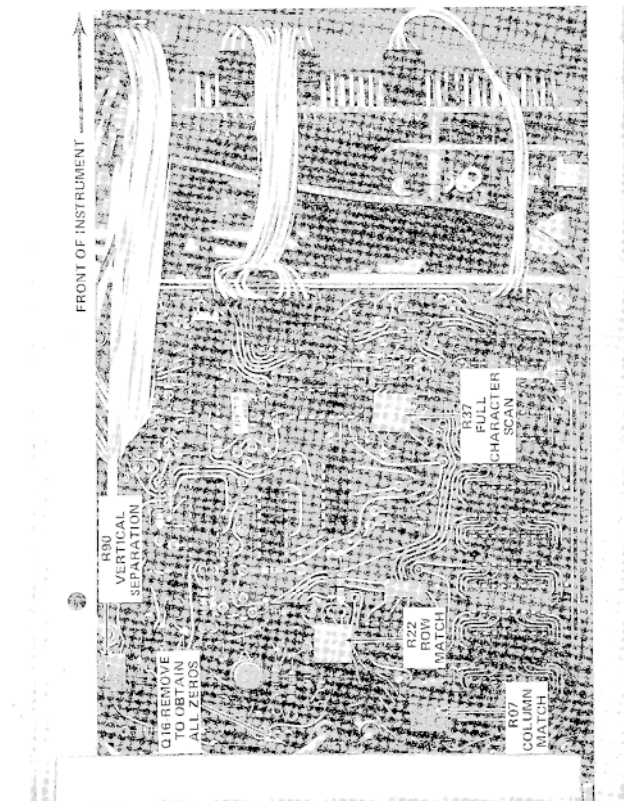 FRONT OF INSTRUMENT
R90
VERTICAL
SEPARATION
Q16 REMOVE
TO OBTAIN
ALL ZEROS
R37
FULL
CHARACTER
SCAN
R22
ROW
MATCH
R07
COLUMN
MATCH